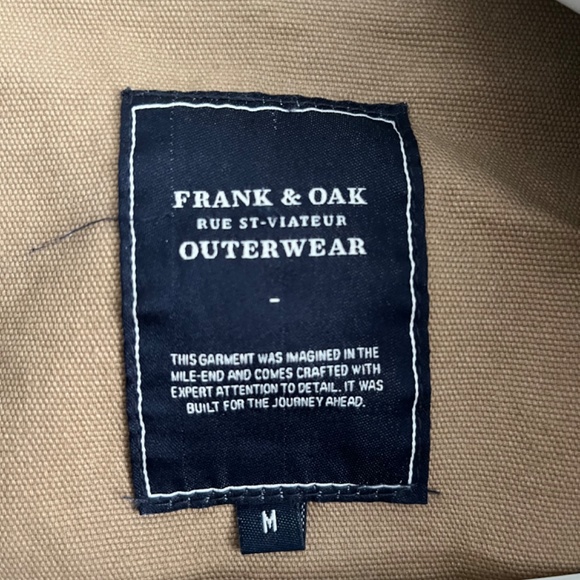 FRANK & OAK
RUE ST-VIATEUR
OUTERWEAR
-
THIS GARMENT WAS IMAGINED IN THE
MILE-END AND COMES CRAFTED WITH
EXPERT ATTENTION TO DETAIL. IT WAS
BUILT FOR THE JOURNEY AHEAD.
M